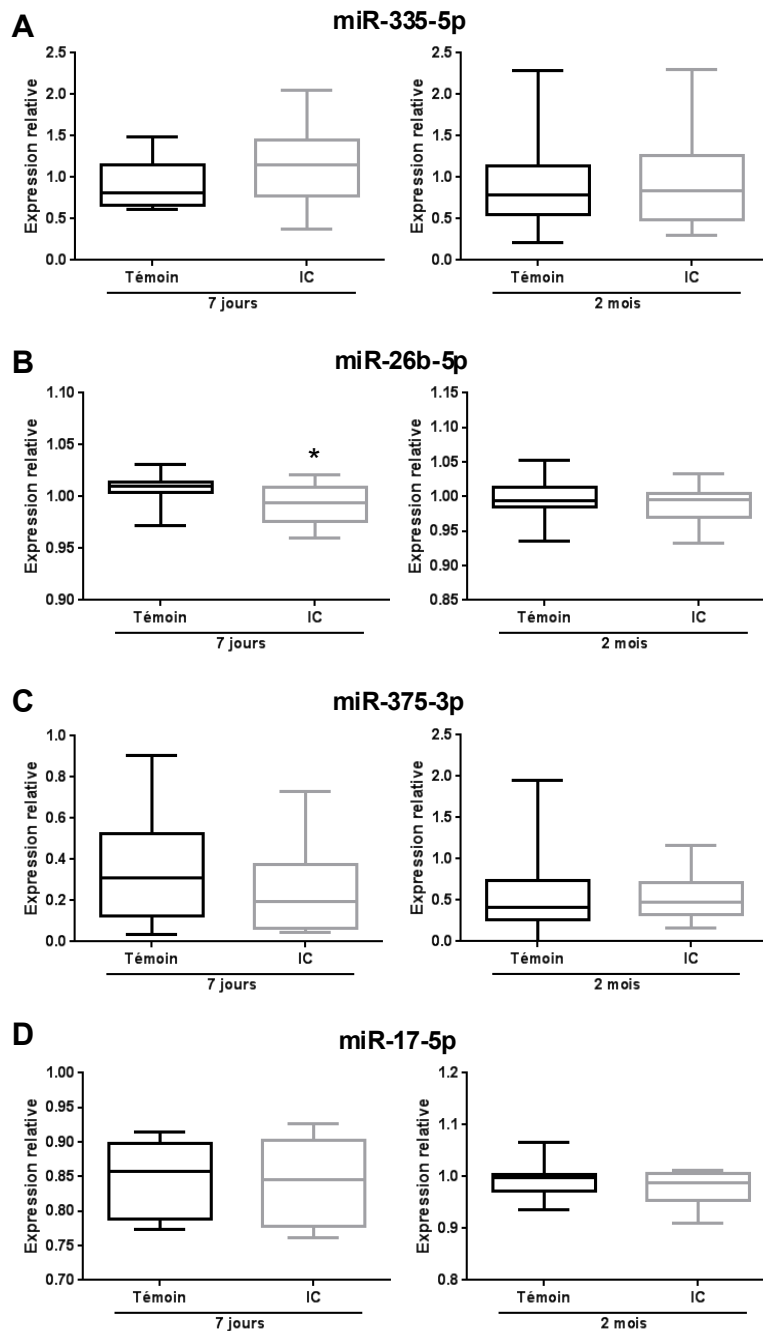 A
miR-335-5p
Expression relative
2.5
2.0
1.5
1.0
0.5
0.0
Témoin IC
7 jours
Expression relative
2.5
2.0
1.5
1.0
0.5
0.0
Témoin IC
2 mois
B
miR-26b-5p
Expression relative
1.10
1.05
1.00
0.95
0.90
*
Témoin IC
7 jours
Expression relative
1.15
1.10
1.05
1.00
0.95
0.90
0.85
Témoin IC
2 mois
C
miR-375-3p
Expression relative
1.0
0.8
0.6
0.4
0.2
0.0
Témoin IC
7 jours
Expression relative
2.5
2.0
1.5
1.0
0.5
0.0
Témoin IC
2 mois
D
miR-17-5p
Expression relative
1.00
0.95
0.90
0.85
0.80
0.75
0.70
Témoin IC
7 jours
Expression relative
1.2
1.1
1.0
0.9
0.8
Témoin IC
2 mois